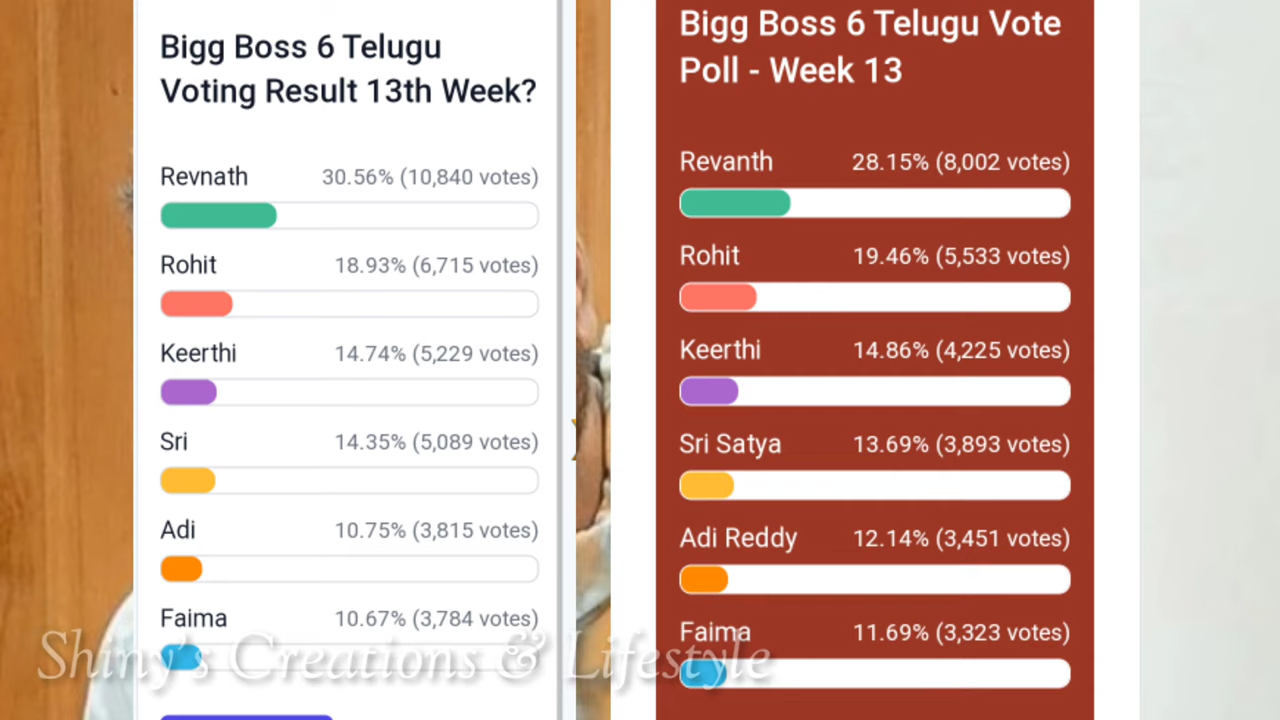 Bigg Boss 6 Telugu
Voting Result 13th Week?
Revnath 30.56% (10,840 votes)
Rohit 18.93% (6,715 votes)
Keerthi 14.74% (5,229 votes)
Sri 14.35% (5,089 votes)
Adi 10.75% (3,815 votes)
Faima 10.67% (3,784 votes)
Bigg Boss 6 Telugu Vote
Poll - Week 13
Revanth 28.15% (8,002 votes)
Rohit 19.46% (5,533 votes)
Keerthi 14.86% (4,225 votes)
Sri Satya 13.69% (3,893 votes)
Adi Reddy 12.14% (3,451 votes)
Faima 11.69% (3,323 votes)
Shiny's Creations & Lifestyle